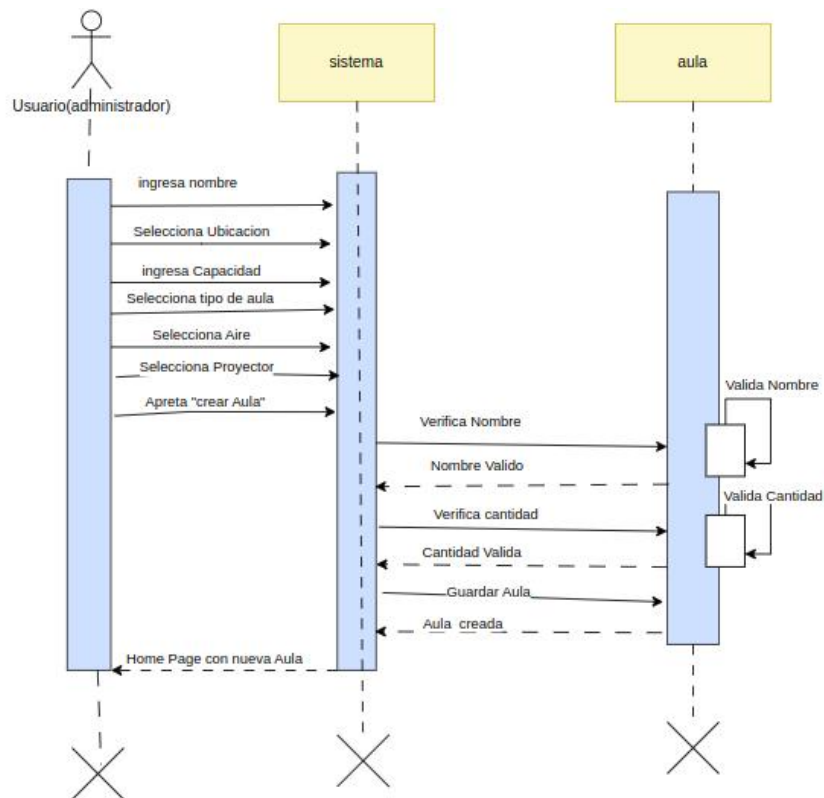 sistema
aula
Usuario(administrador)
ingresa nombre
Selecciona Ubicacion
ingresa Capacidad
Selecciona tipo de aula
Selecciona Aire
Selecciona Proyector
Apreta "crear Aula"
Valida Nombre
Verifica Nombre
Nombre Valido
Valida Cantidad
Verifica cantidad
Cantidad Valida
Guardar Aula
Aula creada
Home Page con nueva Aula